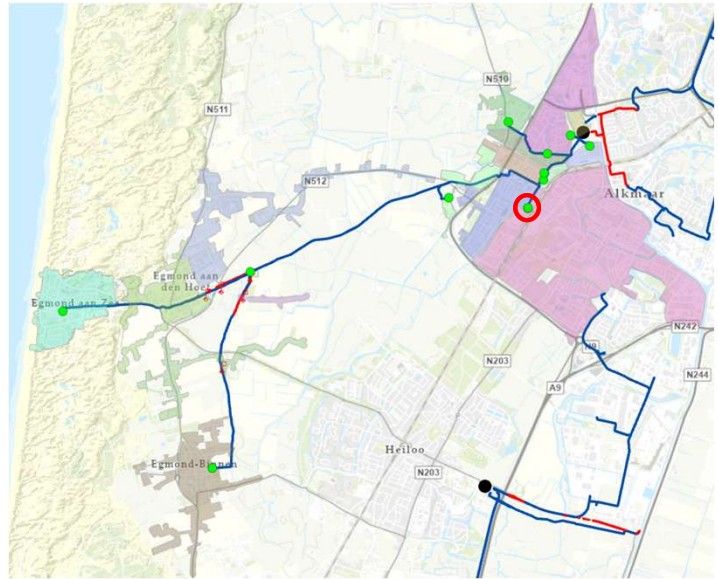 N510
N511
N512
Alkmaar
Egmond aan
den Hoef
Egmond aan Zee
N242
N9
N203
N244
A9
Heiloo
Egmond-Binnen
N203